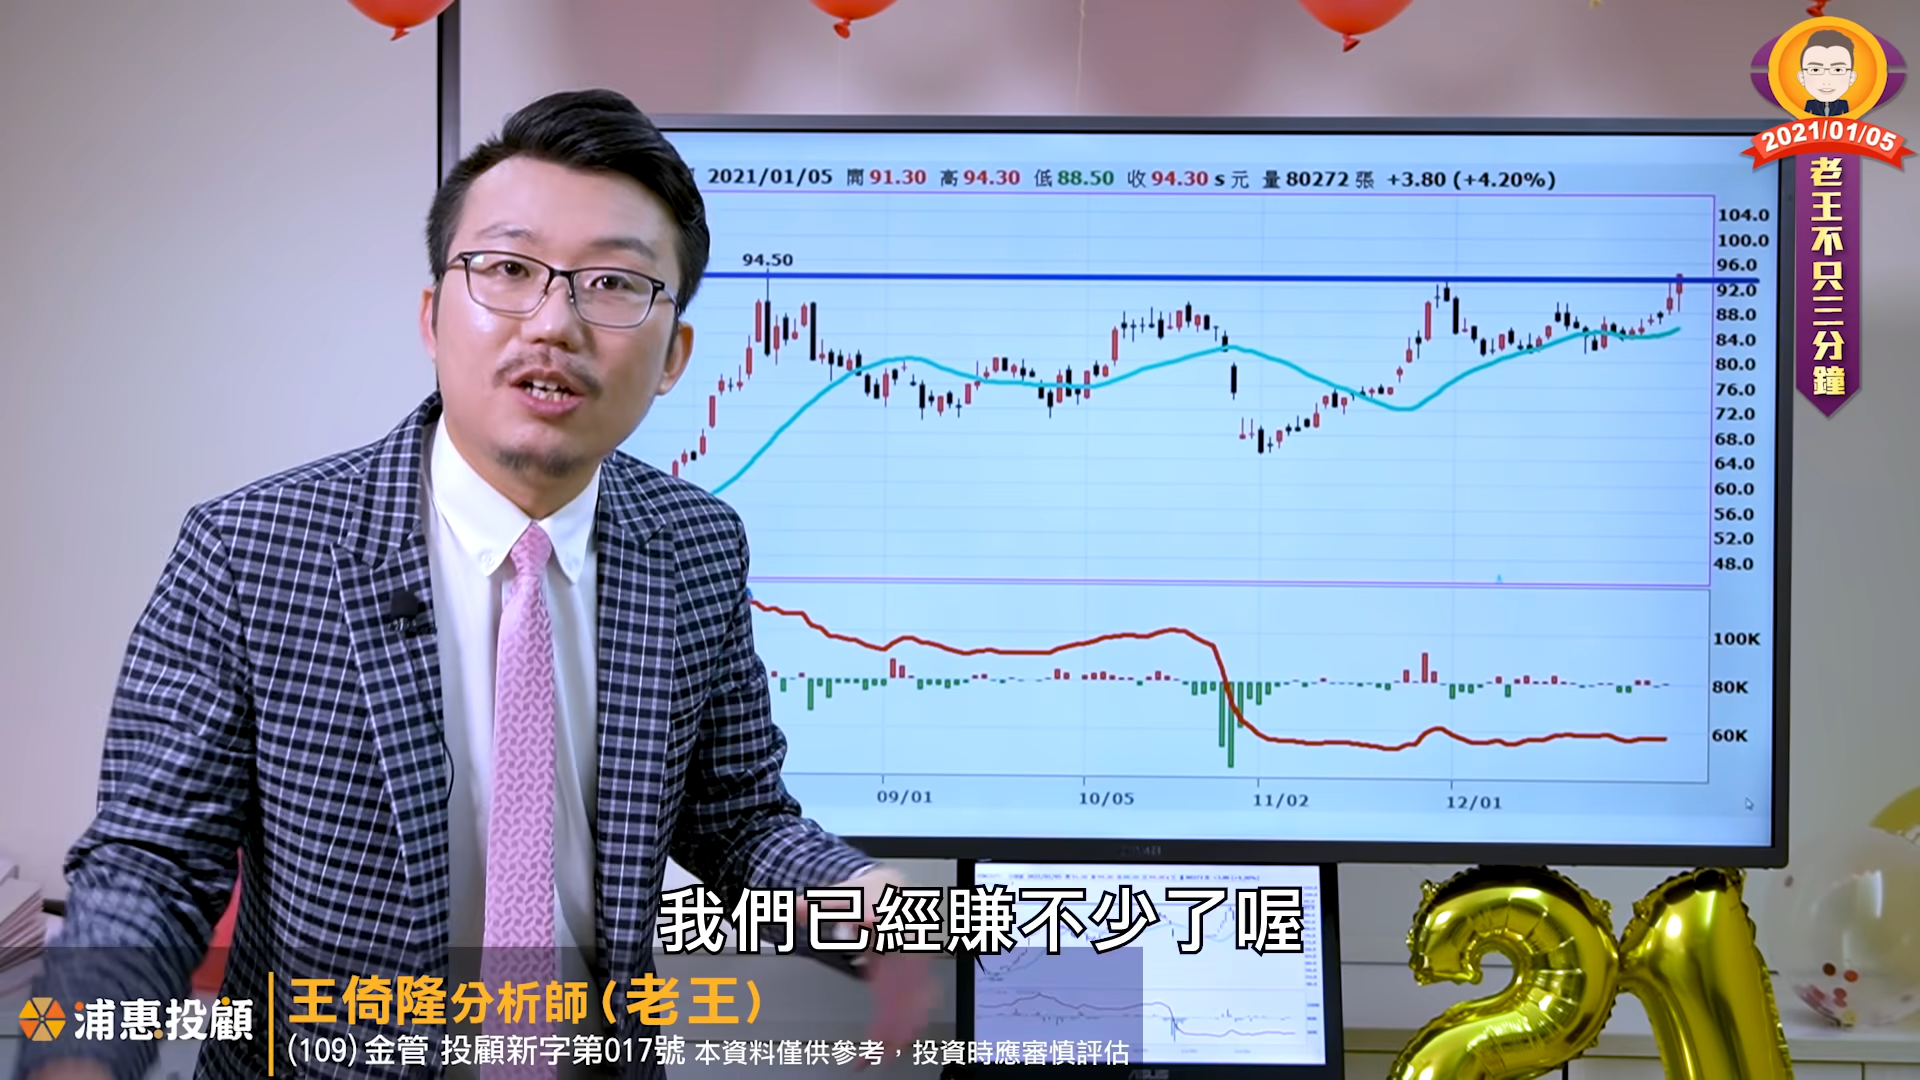 2021/01/05 開 91.30 高 94.30 低 88.50 收 94.30 s 元 量 80272 張 +3.80 (+4.20%)
94.50
104.0
100.0
96.0
92.0
88.0
84.0
80.0
76.0
72.0
68.0
64.0
60.0
56.0
52.0
48.0
100K
80K
60K
09/01 10/05 11/02 12/01
2021/01/05
老王不只三分鐘
21
我們已經賺不少了喔
浦惠投顧
王倚隆分析師(老王)
(109) 金管 投顧新字第017號 本資料僅供參考，投資時應審慎評估